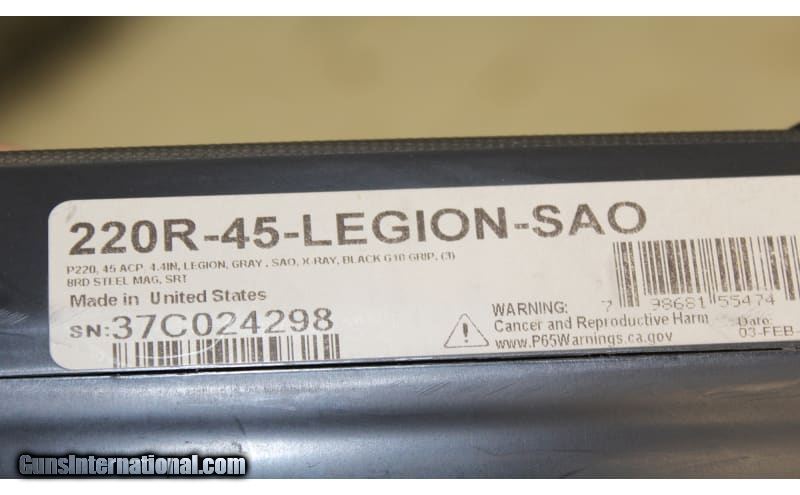 220R-45-LEGION-SAO
P220, 45 ACP, 4.4IN, LEGION, GRAY, SAO, X-RAY, BLACK G10 GRIP, (3)
8RD STEEL MAG, SRT
Made in United States
SN:37C024298
WARNING:
Cancer and Reproductive Harm
www.P65Warnings.ca.gov
7 98681 55474
Date:
03-FEB-
GunsInternational.com